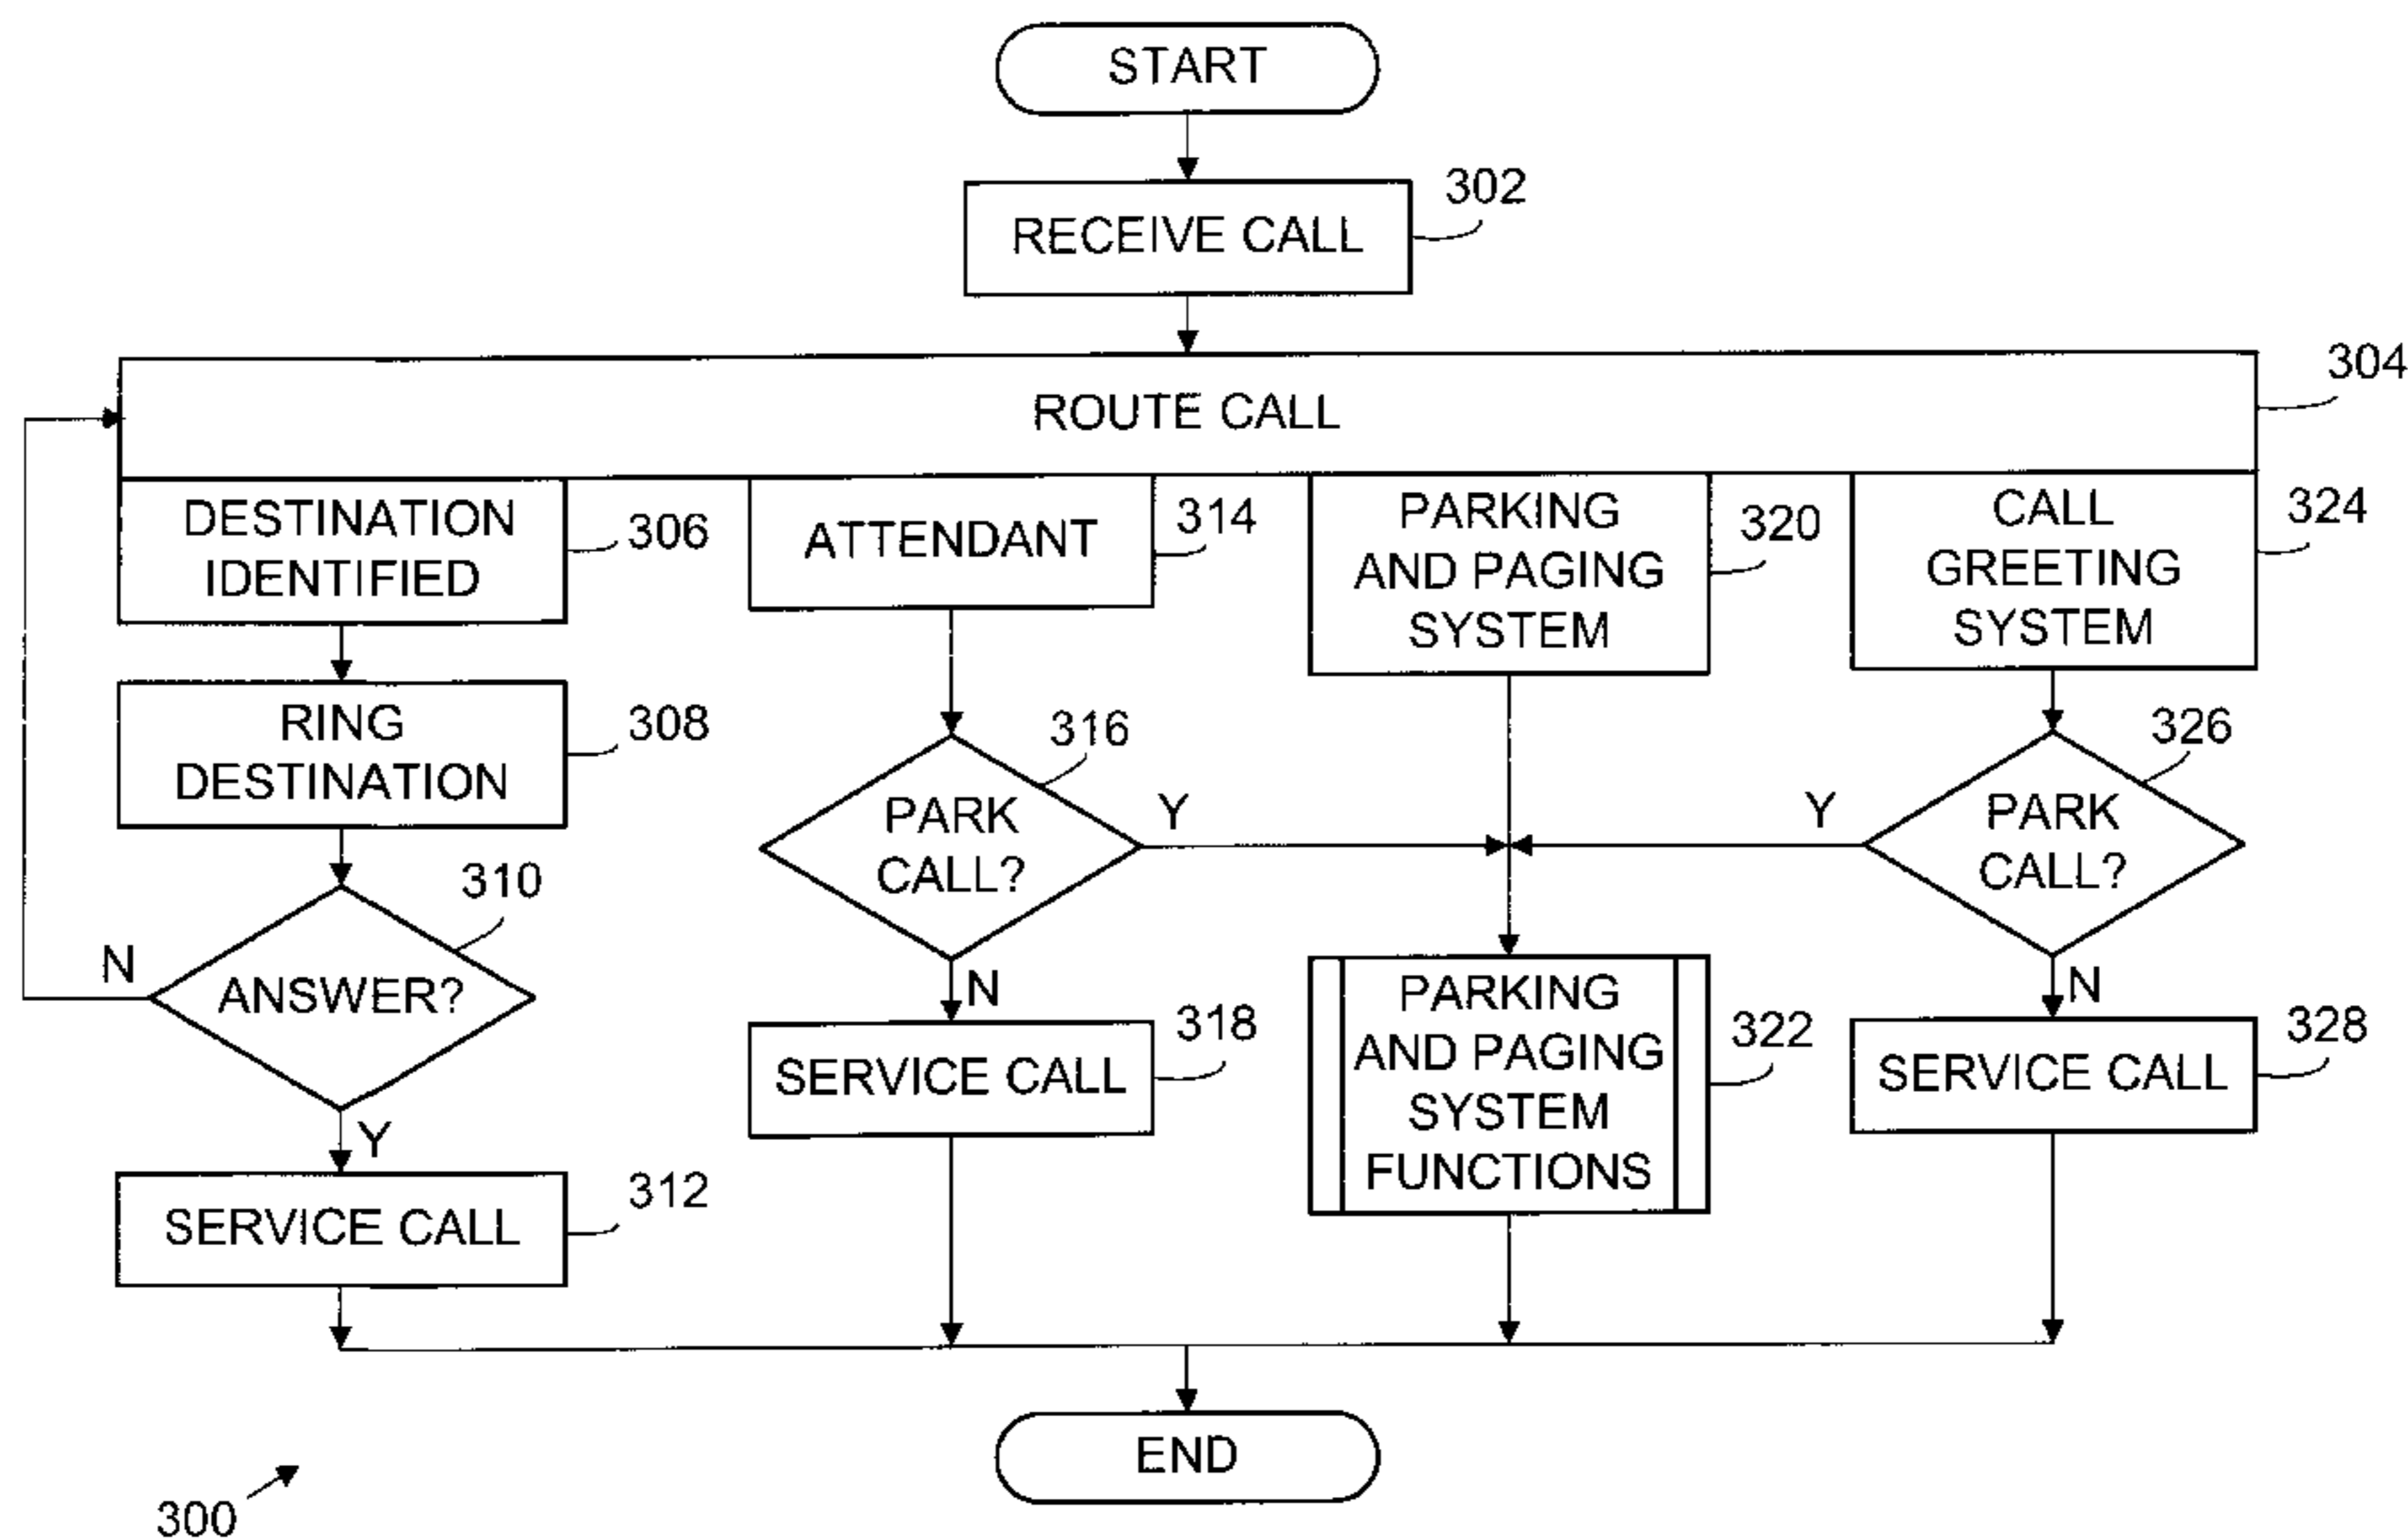 START
302
RECEIVE CALL
304
ROUTE CALL
DESTINATION
IDENTIFIED
306
ATTENDANT
314
PARKING
AND PAGING
SYSTEM
320
CALL
GREETING
SYSTEM
324
RING
DESTINATION
308
316
PARK
CALL?
Y
326
PARK
CALL?
Y
310
ANSWER?
N
N
N
Y
SERVICE CALL
318
PARKING
AND PAGING
SYSTEM
FUNCTIONS
322
SERVICE CALL
328
SERVICE CALL
312
END
300